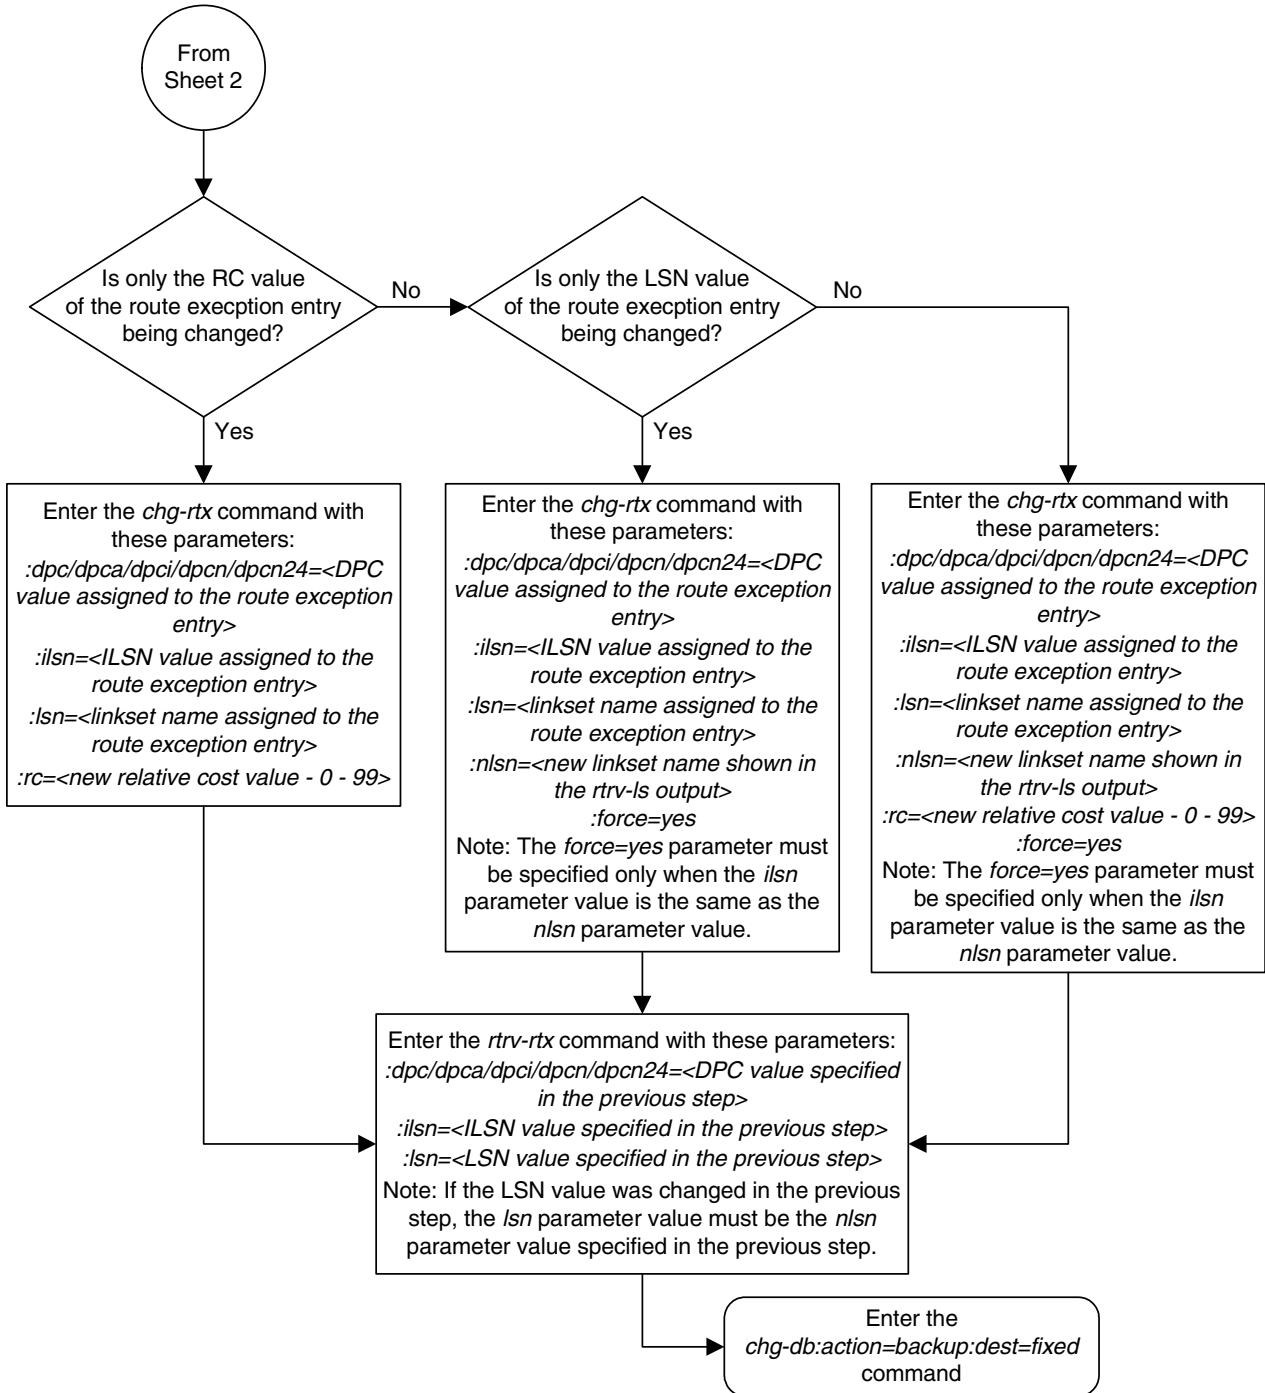 From
Sheet 2
Is only the RC value
of the route execption entry
being changed?
No
Is only the LSN value
of the route execption entry
being changed?
No
Yes
Yes
Enter the chg-rtx command with
these parameters:
:dpc/dpca/dpci/dpcn/dpcn24=<DPC
value assigned to the route exception
entry>
:ilsn=<ILSN value assigned to the
route exception entry>
:lsn=<linkset name assigned to the
route exception entry>
:rc=<new relative cost value - 0 - 99>
Enter the chg-rtx command with
these parameters:
:dpc/dpca/dpci/dpcn/dpcn24=<DPC
value assigned to the route exception
entry>
:ilsn=<ILSN value assigned to the
route exception entry>
:lsn=<linkset name assigned to the
route exception entry>
:nlsn=<new linkset name shown in
the rtrv-ls output>
:force=yes
Note: The force=yes parameter must
be specified only when the ilsn
parameter value is the same as the
nlsn parameter value.
Enter the chg-rtx command with
these parameters:
:dpc/dpca/dpci/dpcn/dpcn24=<DPC
value assigned to the route exception
entry>
:ilsn=<ILSN value assigned to the
route exception entry>
:lsn=<linkset name assigned to the
route exception entry>
:nlsn=<new linkset name shown in
the rtrv-ls output>
:rc=<new relative cost value - 0 - 99>
:force=yes
Note: The force=yes parameter must
be specified only when the ilsn
parameter value is the same as the
nlsn parameter value.
Enter the rtrv-rtx command with these parameters:
:dpc/dpca/dpci/dpcn/dpcn24=<DPC value specified
in the previous step>
:ilsn=<ILSN value specified in the previous step>
:lsn=<LSN value specified in the previous step>
Note: If the LSN value was changed in the previous
step, the lsn parameter value must be the nlsn
parameter value specified in the previous step.
Enter the
chg-db:action=backup:dest=fixed
command